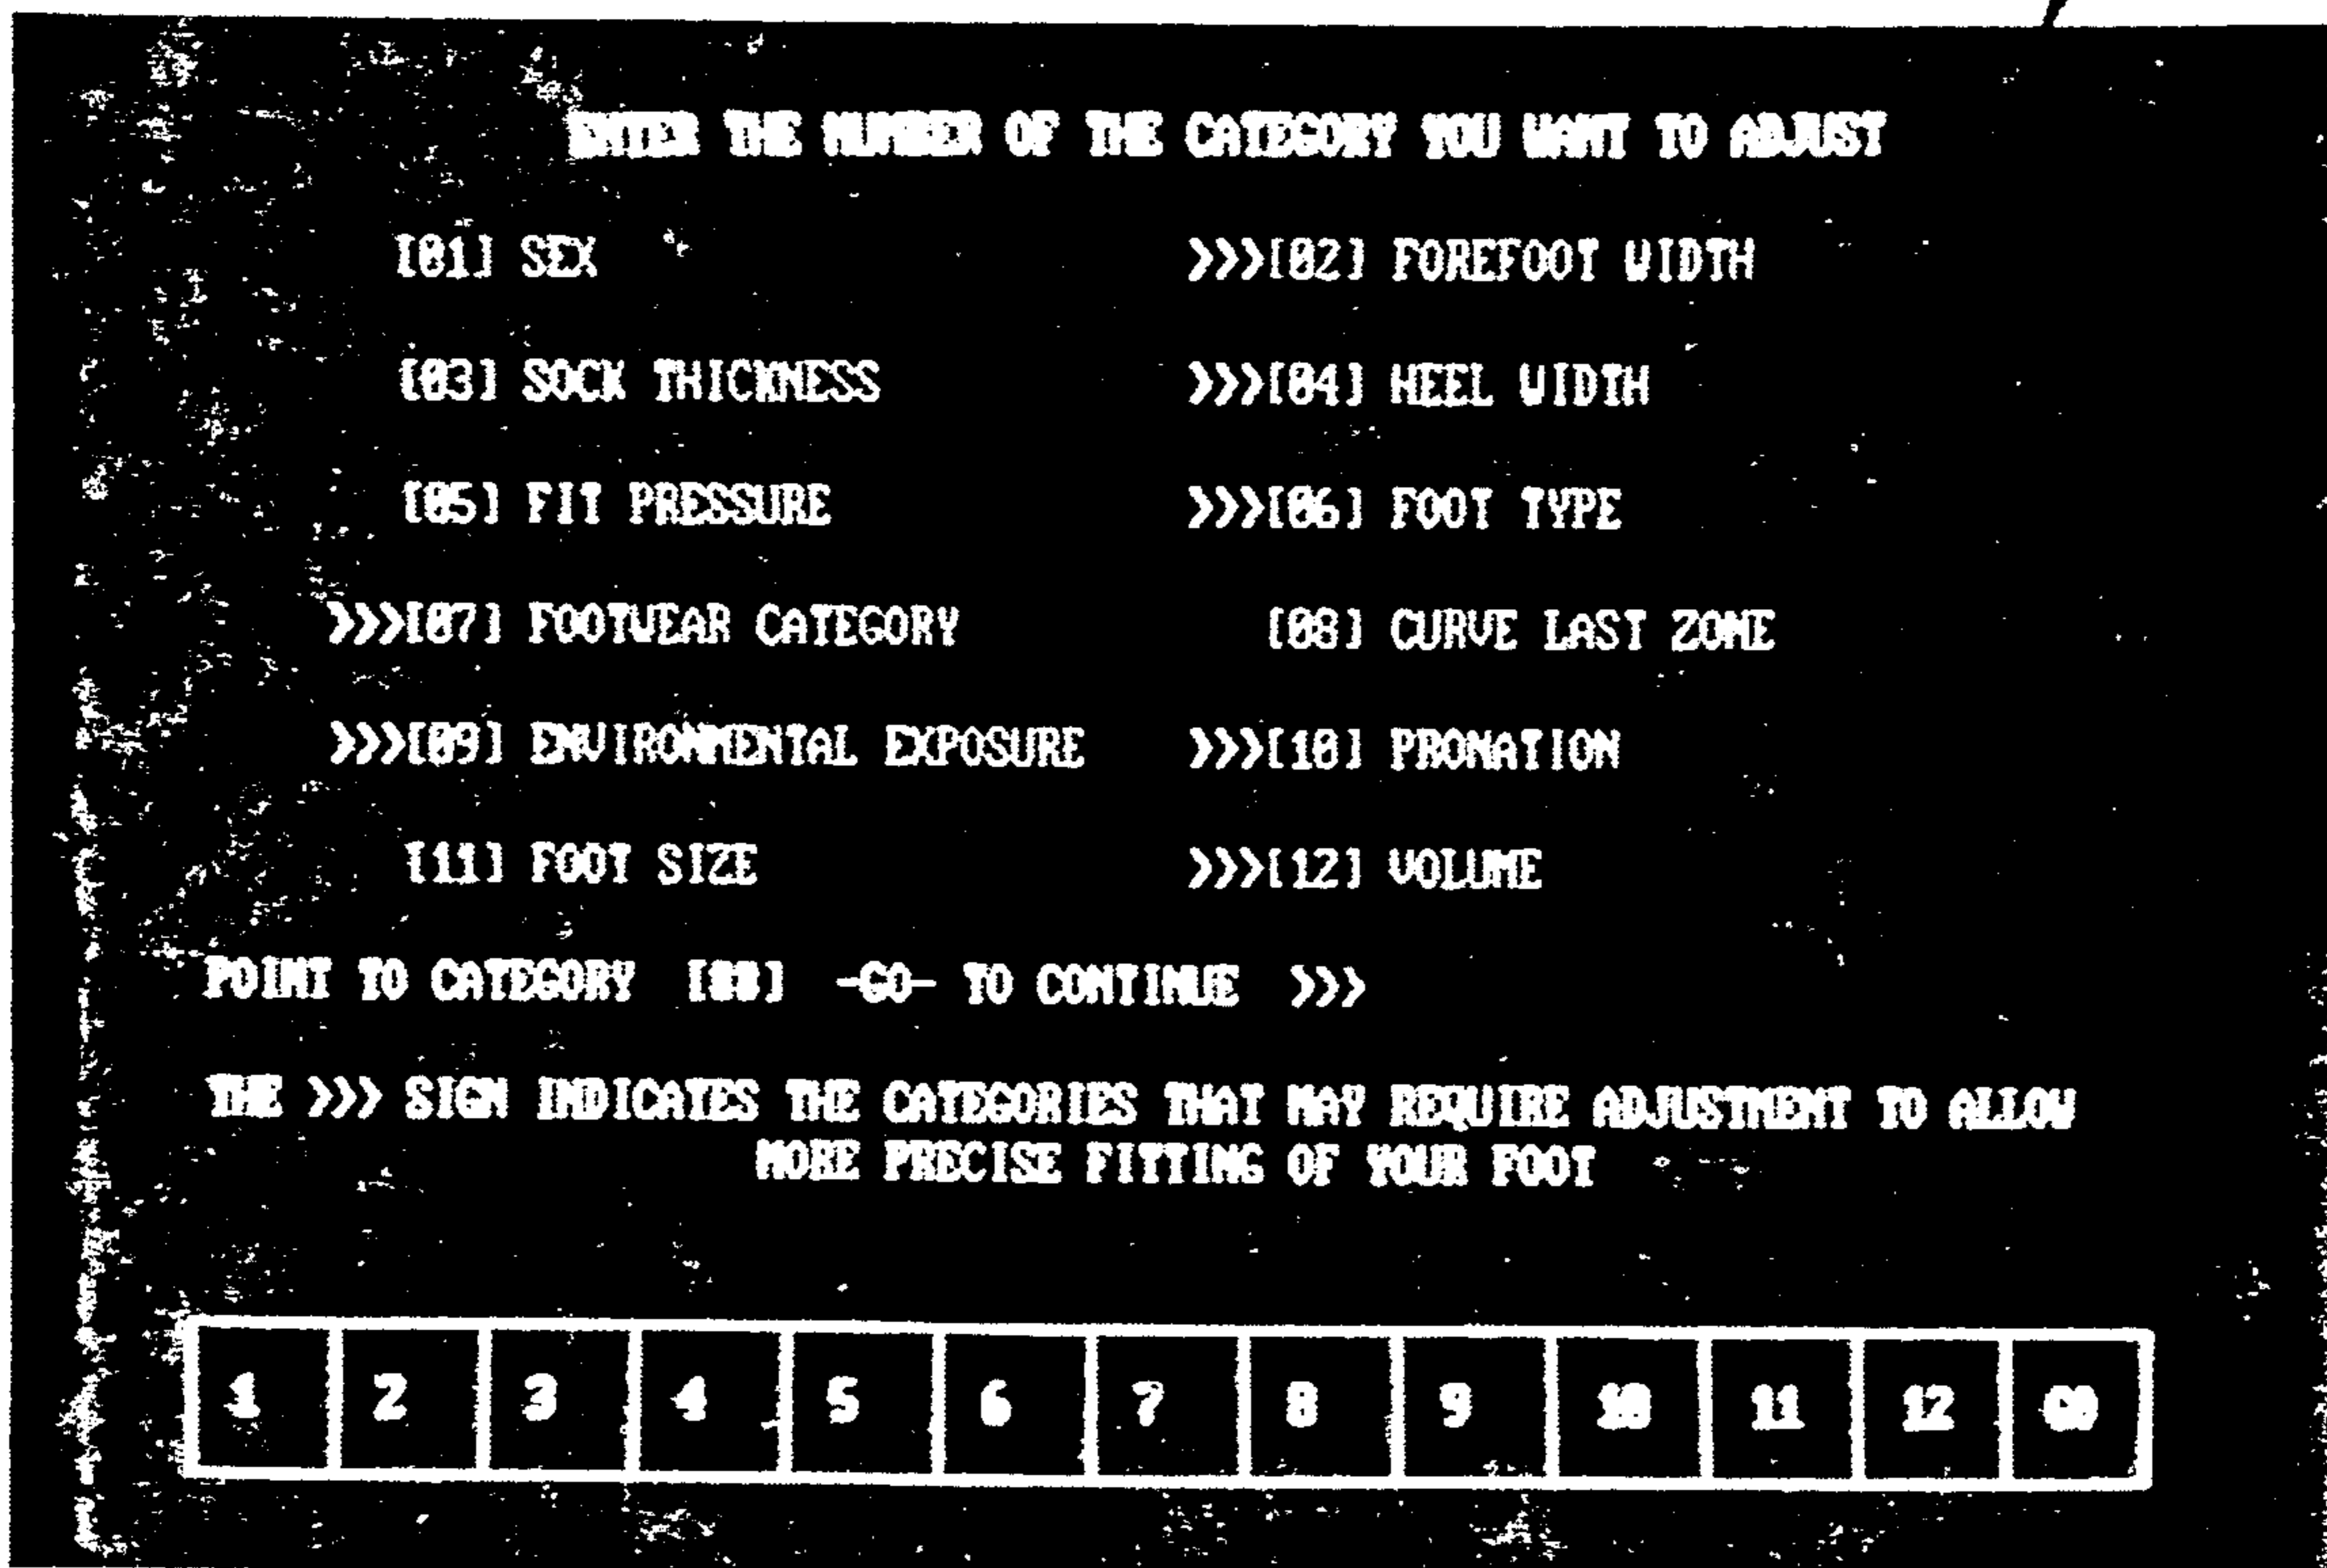 ENTER THE NUMBER OF THE CATEGORY YOU WANT TO ADJUST
[01] SEX >>>[02] FOREFOOT WIDTH
[03] SOCK THICKNESS >>>[04] HEEL WIDTH
[05] FIT PRESSURE >>>[06] FOOT TYPE
>>>[07] FOOTWEAR CATEGORY [08] CURVE LAST ZONE
>>>[09] ENVIRONMENTAL EXPOSURE >>>[10] PRONATION
[11] FOOT SIZE >>>[12] VOLUME
POINT TO CATEGORY [00] -GO- TO CONTINUE >>>
THE >>> SIGN INDICATES THE CATEGORIES THAT MAY REQUIRE ADJUSTMENT TO ALLOW
MORE PRECISE FITTING OF YOUR FOOT
1 2 3 4 5 6 7 8 9 10 11 12 GO